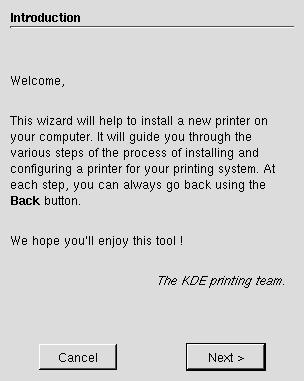 Introduction
Welcome,
This wizard will help to install a new printer on
your computer. It will guide you through the
various steps of the process of installing and
configuring a printer for your printing system. At
each step, you can always go back using the
Back button.
We hope you'll enjoy this tool !
The KDE printing team.
Cancel
Next >